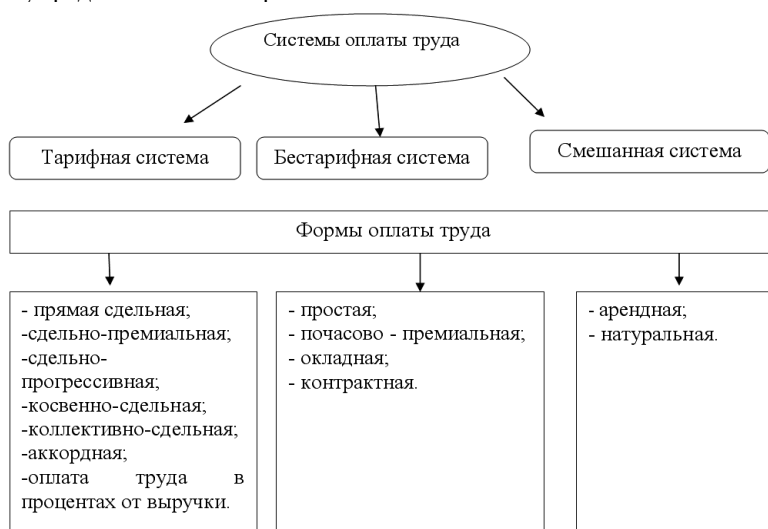 Системы оплаты труда
Тарифная система
Бестарифная система
Смешанная система
Формы оплаты труда
- прямая сдельная;
-сдельно-премиальная;
-сдельно-
прогрессивная;
-косвенно-сдельная;
-коллективно-сдельная;
-аккордная;
-оплата труда в
процентах от выручки.
- простая;
- почасово - премиальная;
- окладная;
- контрактная.
- арендная;
- натуральная.